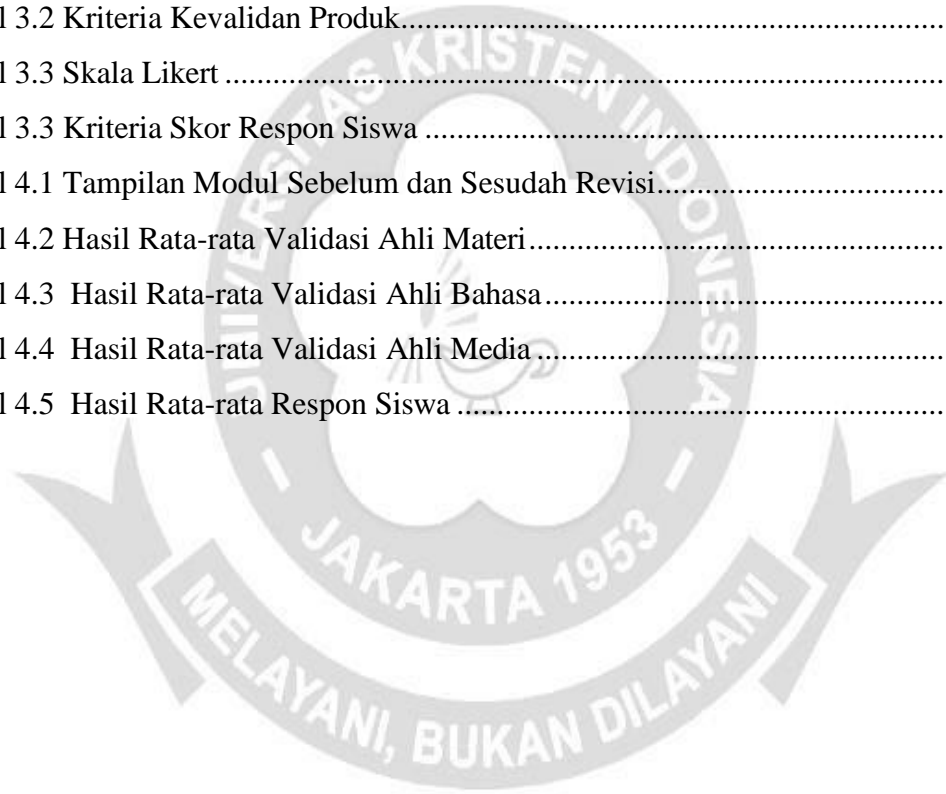 l 3.2 Kriteria Kevalidan Produk..........................................................................
l 3.3 Skala Likert ................................................................................................
l 3.3 Kriteria Skor Respon Siswa .......................................................................
l 4.1 Tampilan Modul Sebelum dan Sesudah Revisi.......................................
l 4.2 Hasil Rata-rata Validasi Ahli Materi.........................................................
l 4.3  Hasil Rata-rata Validasi Ahli Bahasa.......................................................
l 4.4  Hasil Rata-rata Validasi Ahli Media ........................................................
l 4.5  Hasil Rata-rata Respon Siswa ..................................................................
UNIVERSITAS KRISTEN INDONESIA
- JAKARTA 1953 -
MELAYANI, BUKAN DILAYANI